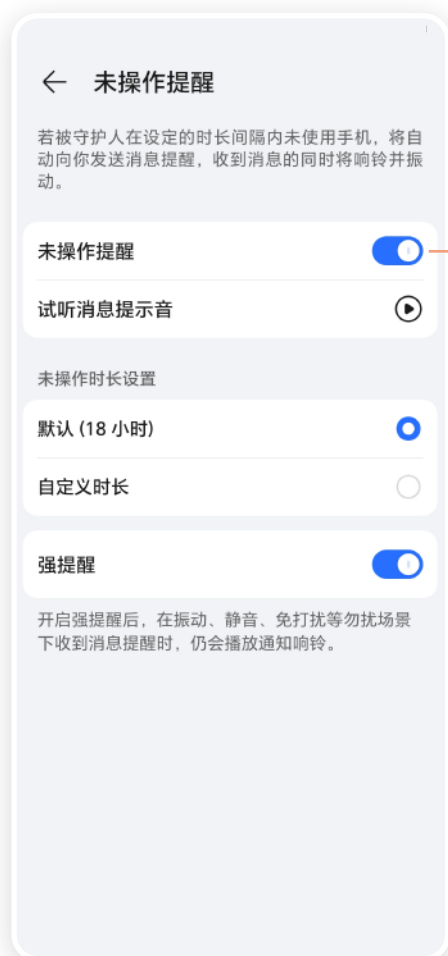 未操作提醒
若被守护人在设定的时长间隔内未使用手机，将自
动向你发送消息提醒，收到消息的同时将响铃并振
动。
未操作提醒
试听消息提示音
未操作时长设置
默认 (18 小时)
自定义时长
强提醒
开启强提醒后，在振动、静音、免打扰等勿扰场景
下收到消息提醒时，仍会播放通知响铃。